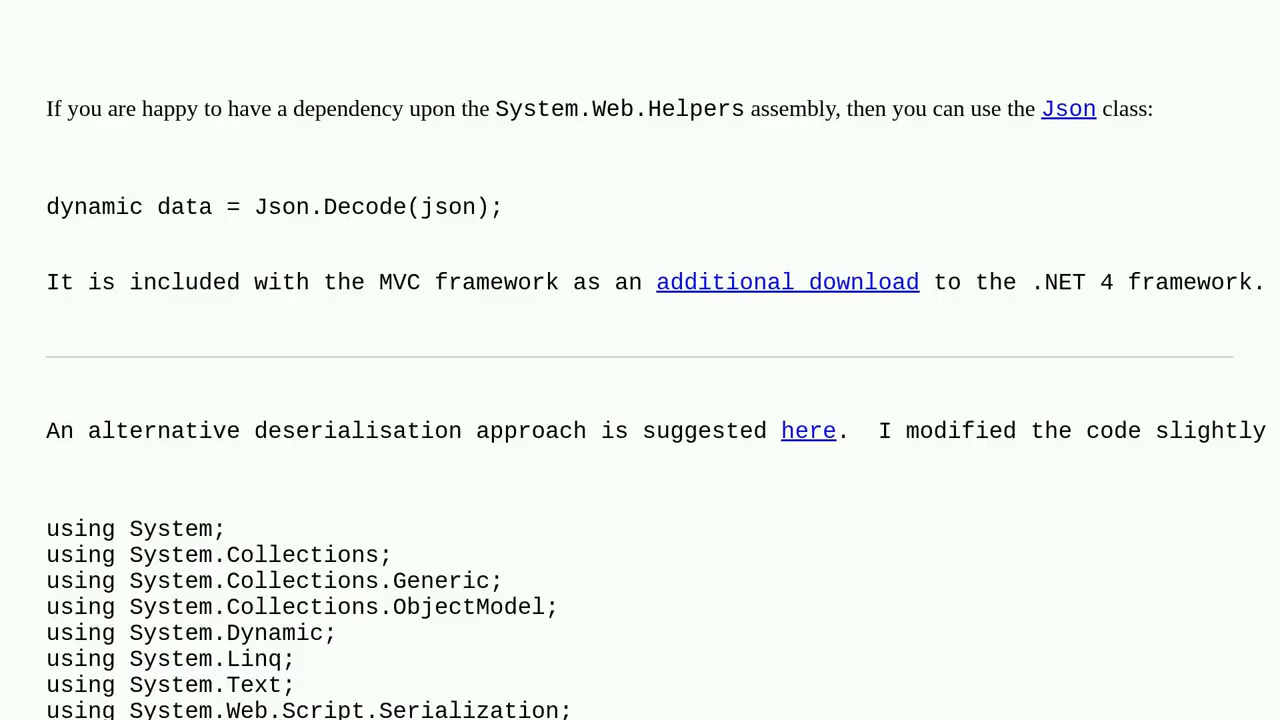 If you are happy to have a dependency upon the System.Web.Helpers assembly, then you can use the Json class:
dynamic data = Json.Decode(json);
It is included with the MVC framework as an additional download to the .NET 4 framework.
An alternative deserialisation approach is suggested here.  I modified the code slightly
using System;
using System.Collections;
using System.Collections.Generic;
using System.Collections.ObjectModel;
using System.Dynamic;
using System.Linq;
using System.Text;
using System.Web.Script.Serialization;